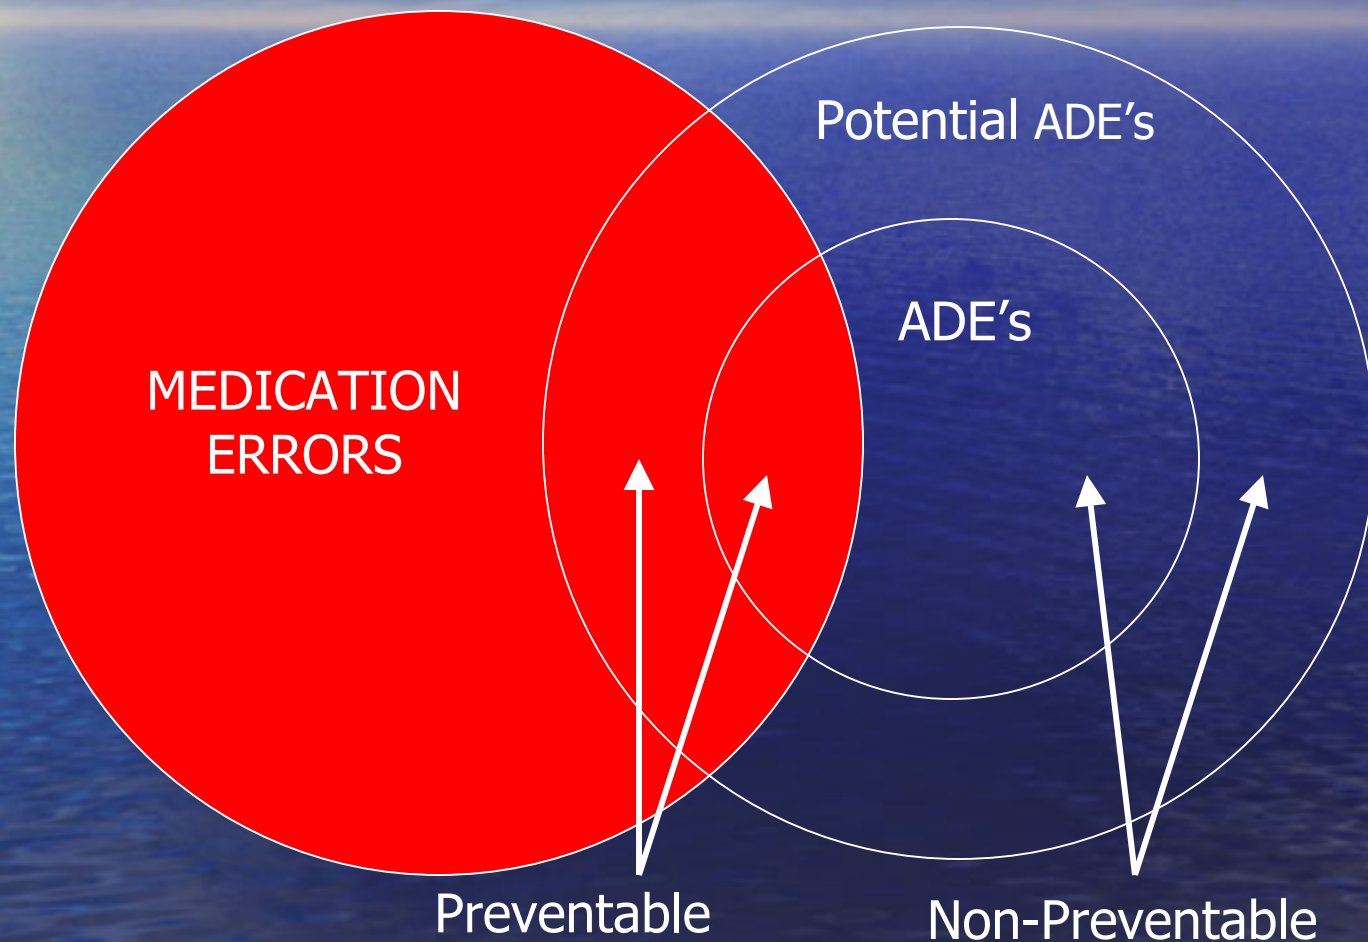 Potential ADE’s
ADE’s
MEDICATION
ERRORS
Preventable
Non-Preventable